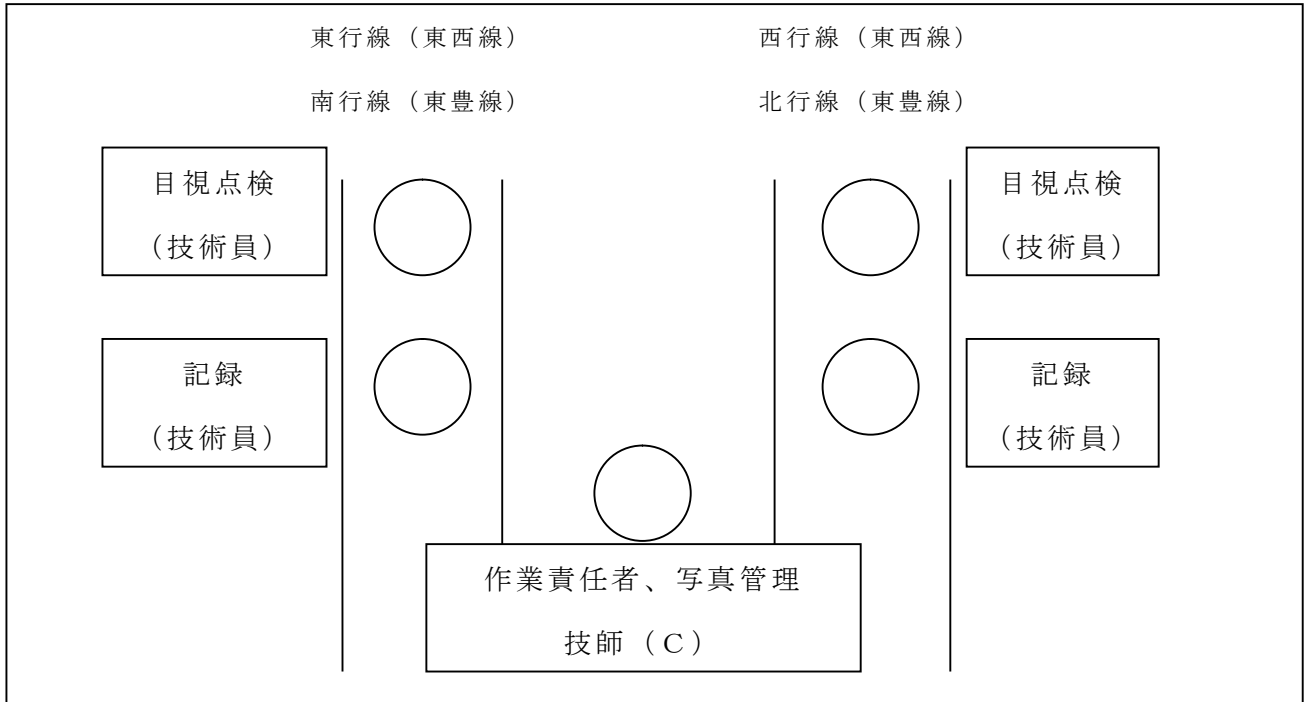 東行線（東西線）
西行線（東西線）
南行線（東豊線）
北行線（東豊線）
目視点検
（技術員）
目視点検
（技術員）
記録
（技術員）
記録
（技術員）
作業責任者、写真管理
技師（C）